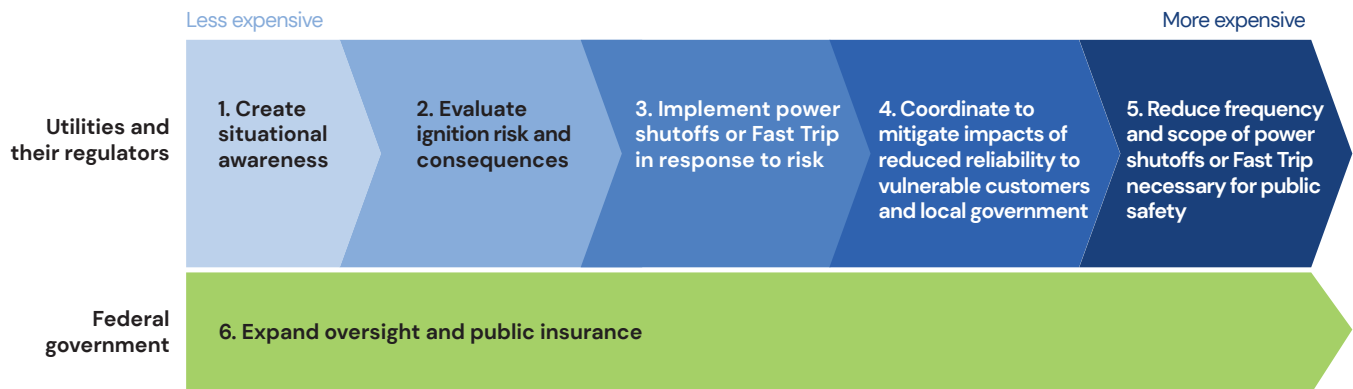 Less expensive
More expensive
Utilities and
their regulators
1. Create
situational
awareness
2. Evaluate
ignition risk and
consequences
3. Implement power
shutoffs or Fast Trip
in response to risk
4. Coordinate to
mitigate impacts of
reduced reliability to
vulnerable customers
and local government
5. Reduce frequency
and scope of power
shutoffs or Fast Trip
necessary for public
safety
Federal
government
6. Expand oversight and public insurance